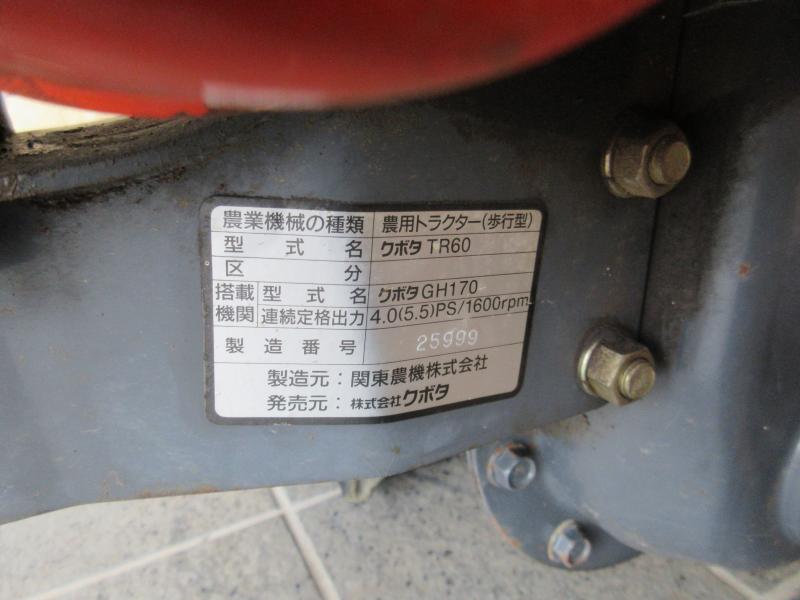 農業機械の種類 農用トラクター(歩行型)
型式名 クボタ TR60
区分
搭載機関 型式名 クボタ GH170
連続定格出力 4.0(5.5)PS/1600rpm
製造番号 25999
製造元：関東農機株式会社
発売元：株式会社クボタ